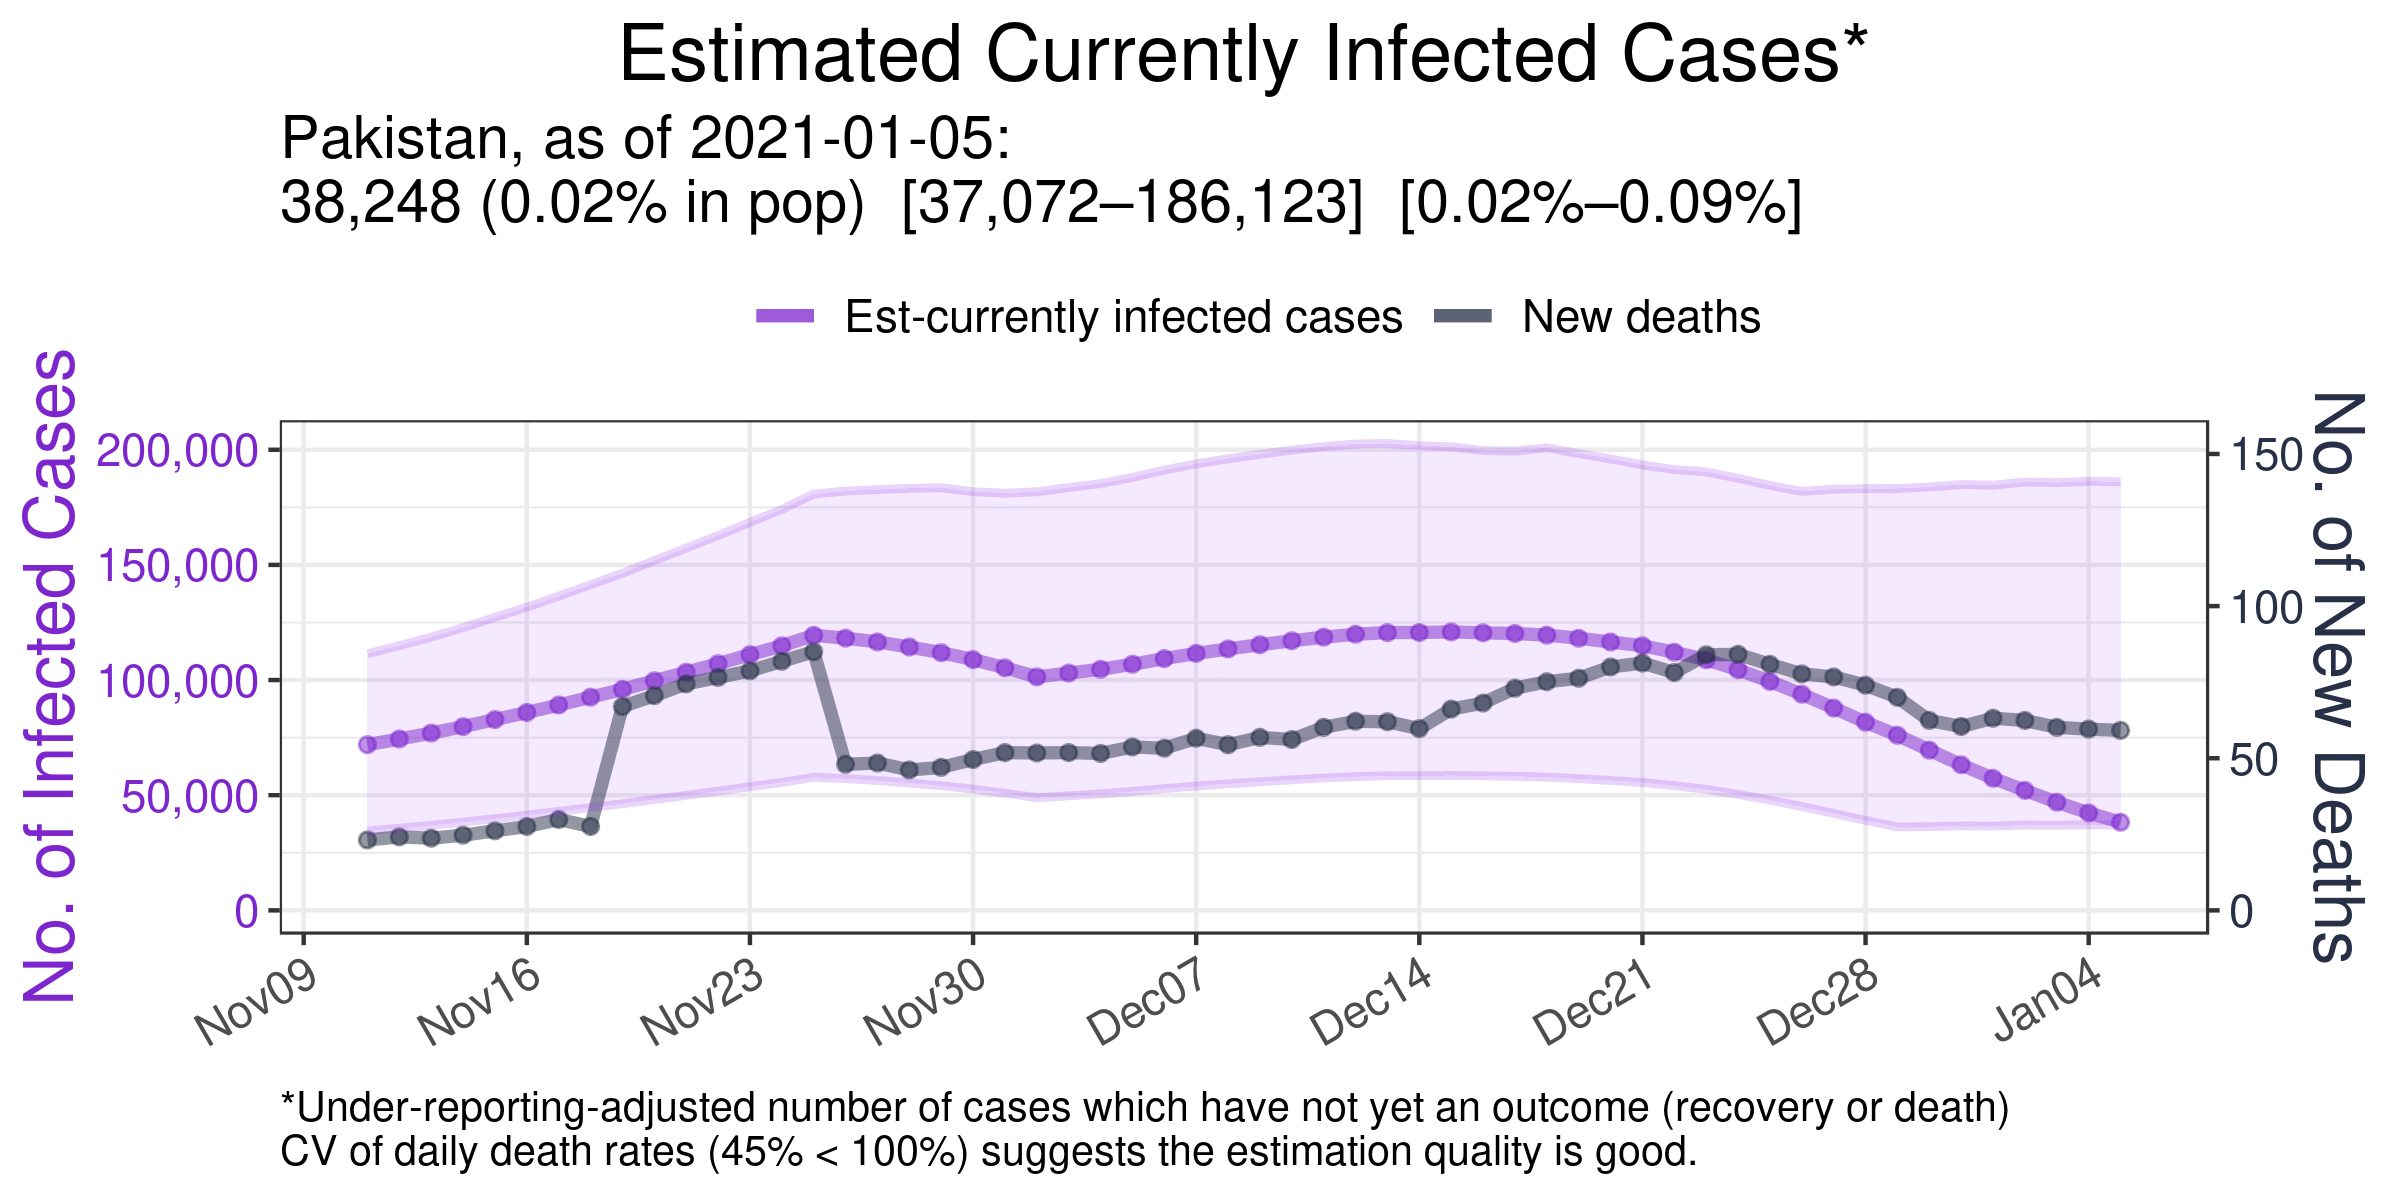 Estimated Currently Infected Cases*
Pakistan, as of 2021-01-05:
38,248 (0.02% in pop)  [37,072–186,123]  [0.02%–0.09%]
Est-currently infected cases
New deaths
No. of Infected Cases
200,000
150,000
100,000
50,000
0
150
100
50
0
No. of New Deaths
Nov09
Nov16
Nov23
Nov30
Dec07
Dec14
Dec21
Dec28
Jan04
*Under-reporting-adjusted number of cases which have not yet an outcome (recovery or death)
CV of daily death rates (45% < 100%) suggests the estimation quality is good.